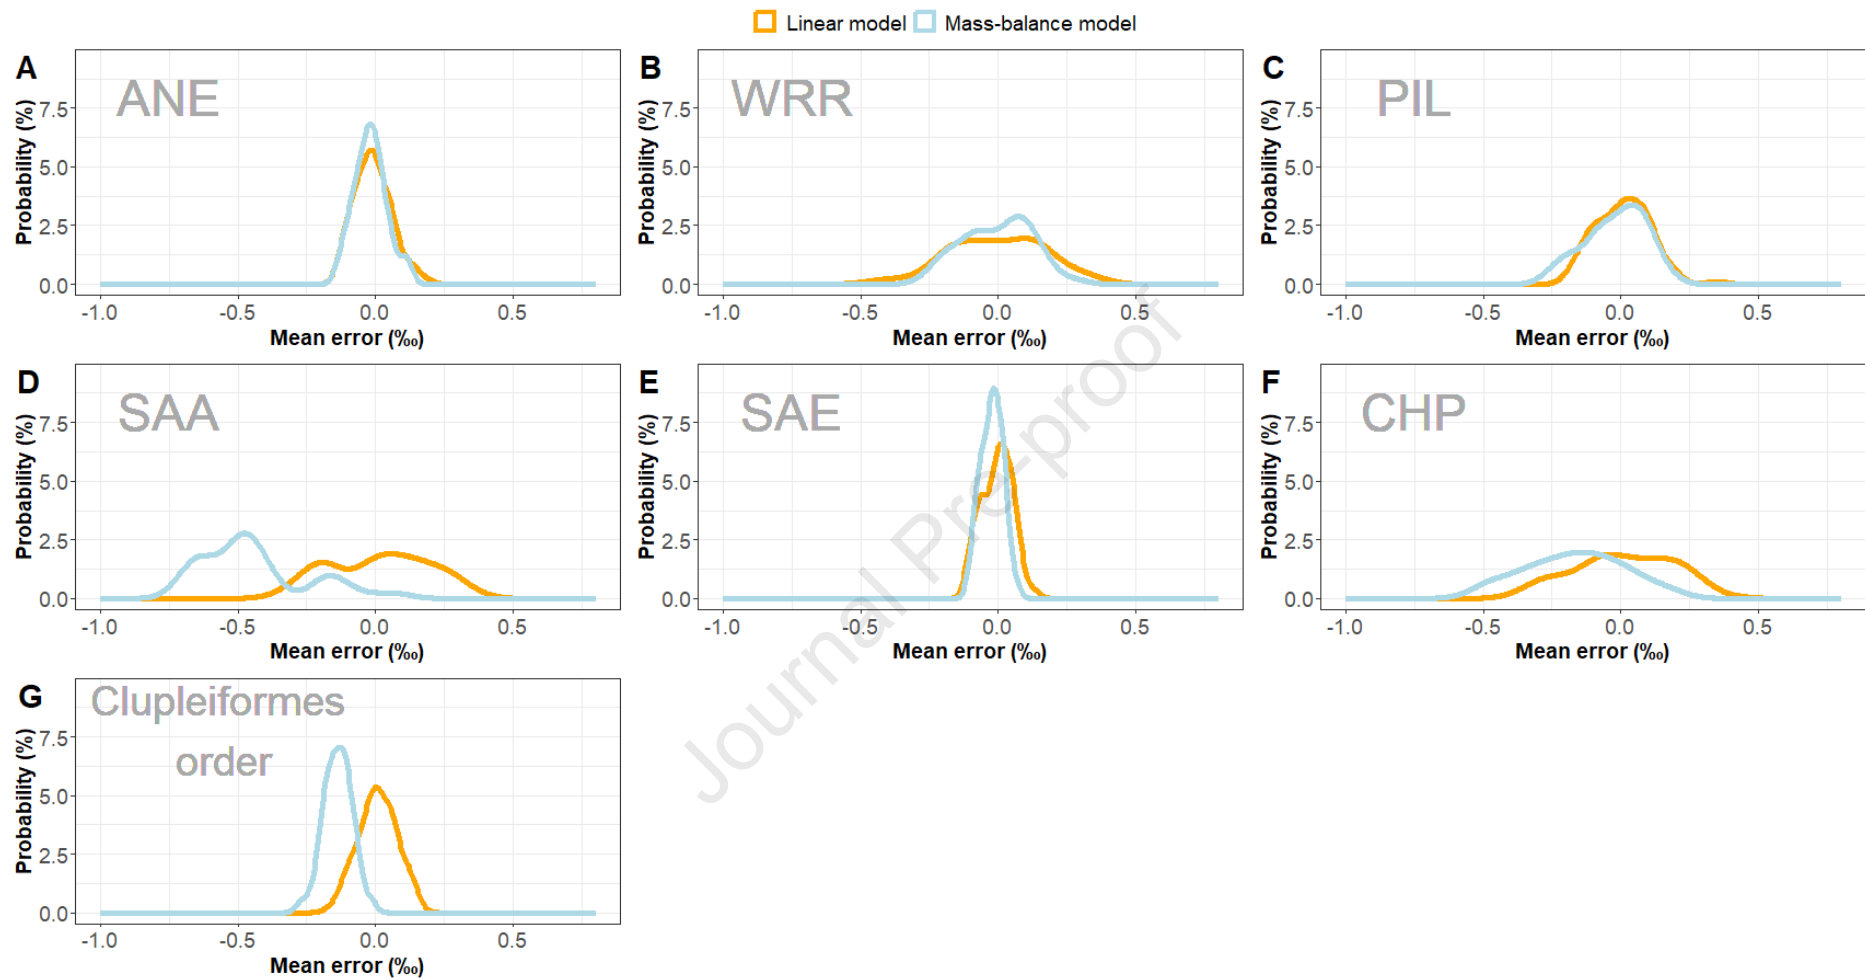 Linear model Mass-balance model
A
ANE
Probability (%)
7.5
5.0
2.5
0.0
-1.0 -0.5 0.0 0.5
Mean error (‰)
B
WRR
Probability (%)
7.5
5.0
2.5
0.0
-1.0 -0.5 0.0 0.5
Mean error (‰)
C
PIL
Probability (%)
7.5
5.0
2.5
0.0
-1.0 -0.5 0.0 0.5
Mean error (‰)
D
SAA
Probability (%)
7.5
5.0
2.5
0.0
-1.0 -0.5 0.0 0.5
Mean error (‰)
E
SAE
Probability (%)
7.5
5.0
2.5
0.0
-1.0 -0.5 0.0 0.5
Mean error (‰)
F
CHP
Probability (%)
7.5
5.0
2.5
0.0
-1.0 -0.5 0.0 0.5
Mean error (‰)
G
Clupleiformes
order
Probability (%)
7.5
5.0
2.5
0.0
-1.0 -0.5 0.0 0.5
Mean error (‰)
Journal Pre-proof